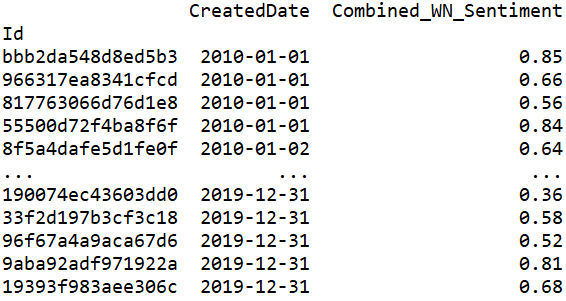 CreatedDate Combined_WN_Sentiment
Id
bbb2da548d8ed5b3 2010-01-01 0.85
966317ea8341cfcd 2010-01-01 0.66
817763066d76d1e8 2010-01-01 0.56
55500d72f4ba8f6f 2010-01-01 0.84
8f5a4dafe5d1fe0f 2010-01-02 0.64
... ... ...
190074ec43603dd0 2019-12-31 0.36
33f2d197b3cf3c18 2019-12-31 0.58
96f67a4a9aca67d6 2019-12-31 0.52
9aba92adf971922a 2019-12-31 0.81
19393f983aee306c 2019-12-31 0.68